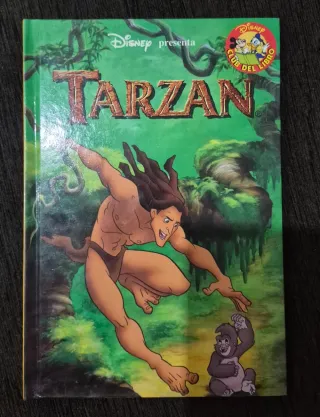 Disney presenta
Disney
CLUB DEL LIBRO
TARZAN